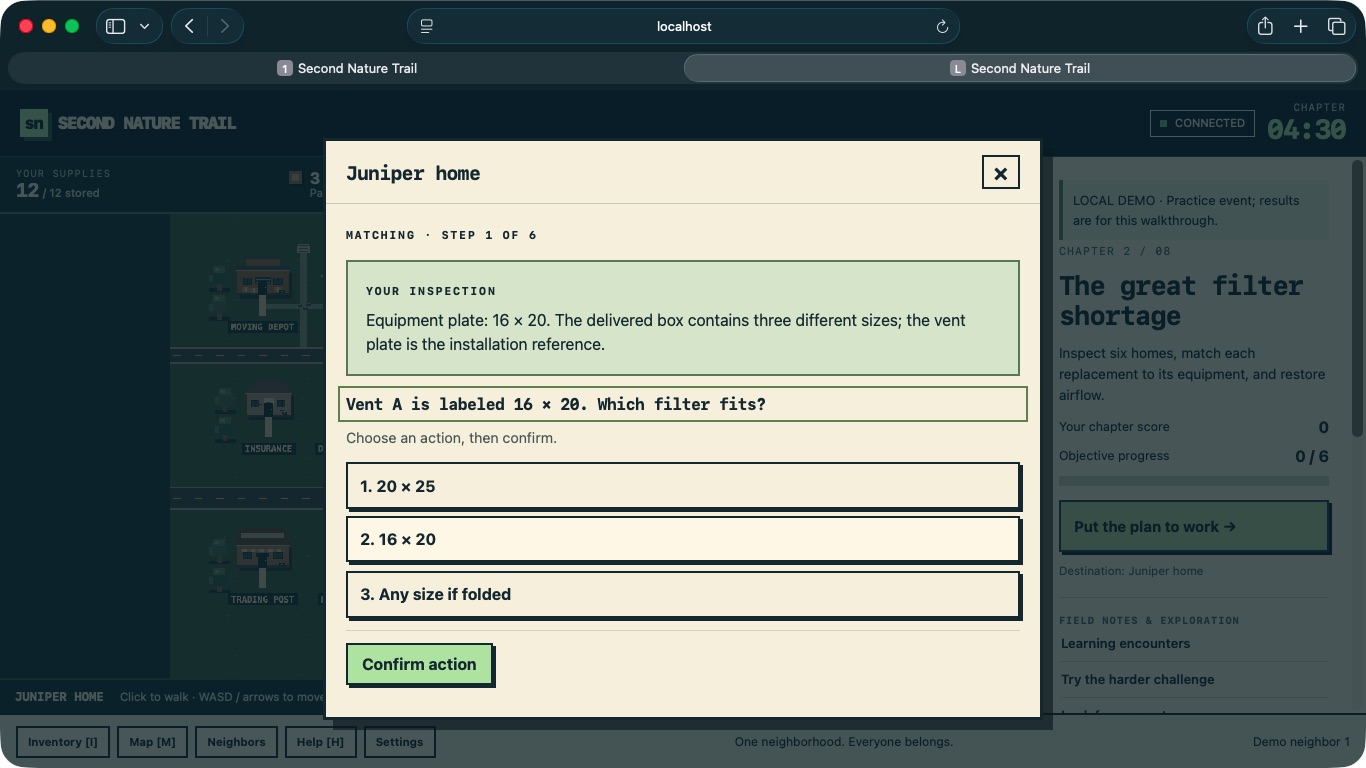 localhost
1 Second Nature Trail
L Second Nature Trail
sn SECOND NATURE TRAIL
CONNECTED
CHAPTER
04:30
YOUR SUPPLIES
12 / 12 stored
3
Pa
MOVING DEPOT
INSURANCE
D
TRADING POST
JUNIPER HOME Click to walk · WASD / arrows to move
Juniper home
×
MATCHING · STEP 1 OF 6
YOUR INSPECTION
Equipment plate: 16 × 20. The delivered box contains three different sizes; the vent
plate is the installation reference.
Vent A is labeled 16 × 20. Which filter fits?
Choose an action, then confirm.
1. 20 × 25
2. 16 × 20
3. Any size if folded
Confirm action
LOCAL DEMO · Practice event; results
are for this walkthrough.
CHAPTER 2 / 08
The great filter
shortage
Inspect six homes, match each
replacement to its equipment, and restore
airflow.
Your chapter score 0
Objective progress 0 / 6
Put the plan to work →
Destination: Juniper home
FIELD NOTES & EXPLORATION
Learning encounters
Try the harder challenge
Inventory [I] Map [M] Neighbors Help [H] Settings
One neighborhood. Everyone belongs.
Demo neighbor 1